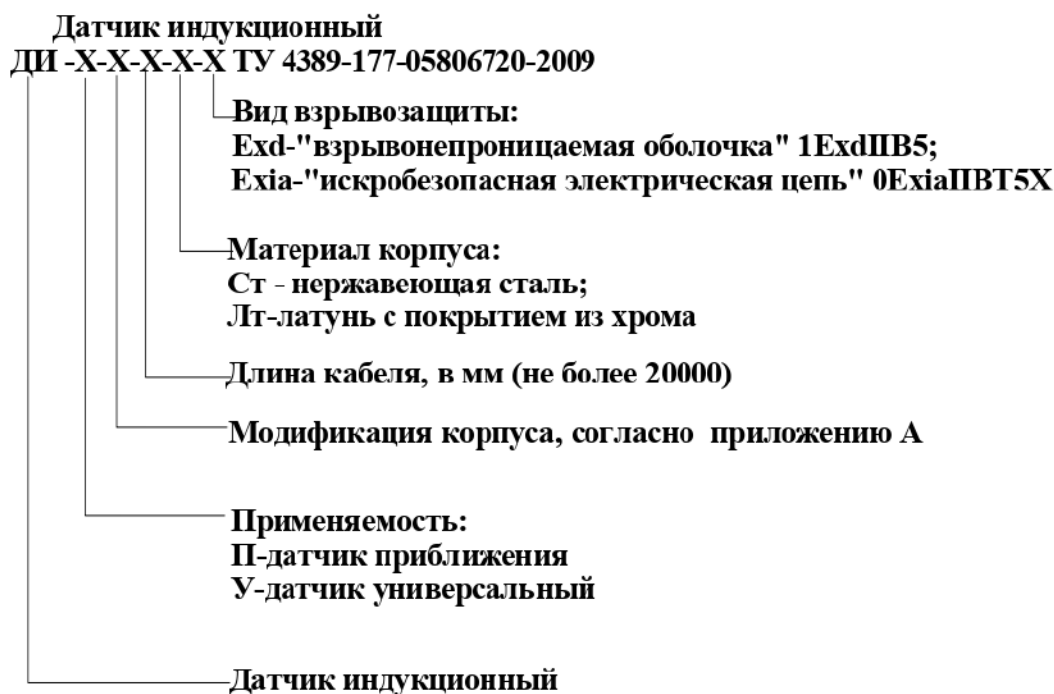 Датчик индукционный
ДИ -Х-Х-Х-Х-Х ТУ 4389-177-05806720-2009
Вид взрывозащиты:
Exd-"взрывонепроницаемая оболочка" 1ExdIIB5;
Exia-"искробезопасная электрическая цепь" 0ExiaIIBT5X
Материал корпуса:
Ст - нержавеющая сталь;
Лт-латунь с покрытием из хрома
Длина кабеля, в мм (не более 20000)
Модификация корпуса, согласно приложению А
Применяемость:
П-датчик приближения
У-датчик универсальный
Датчик индукционный